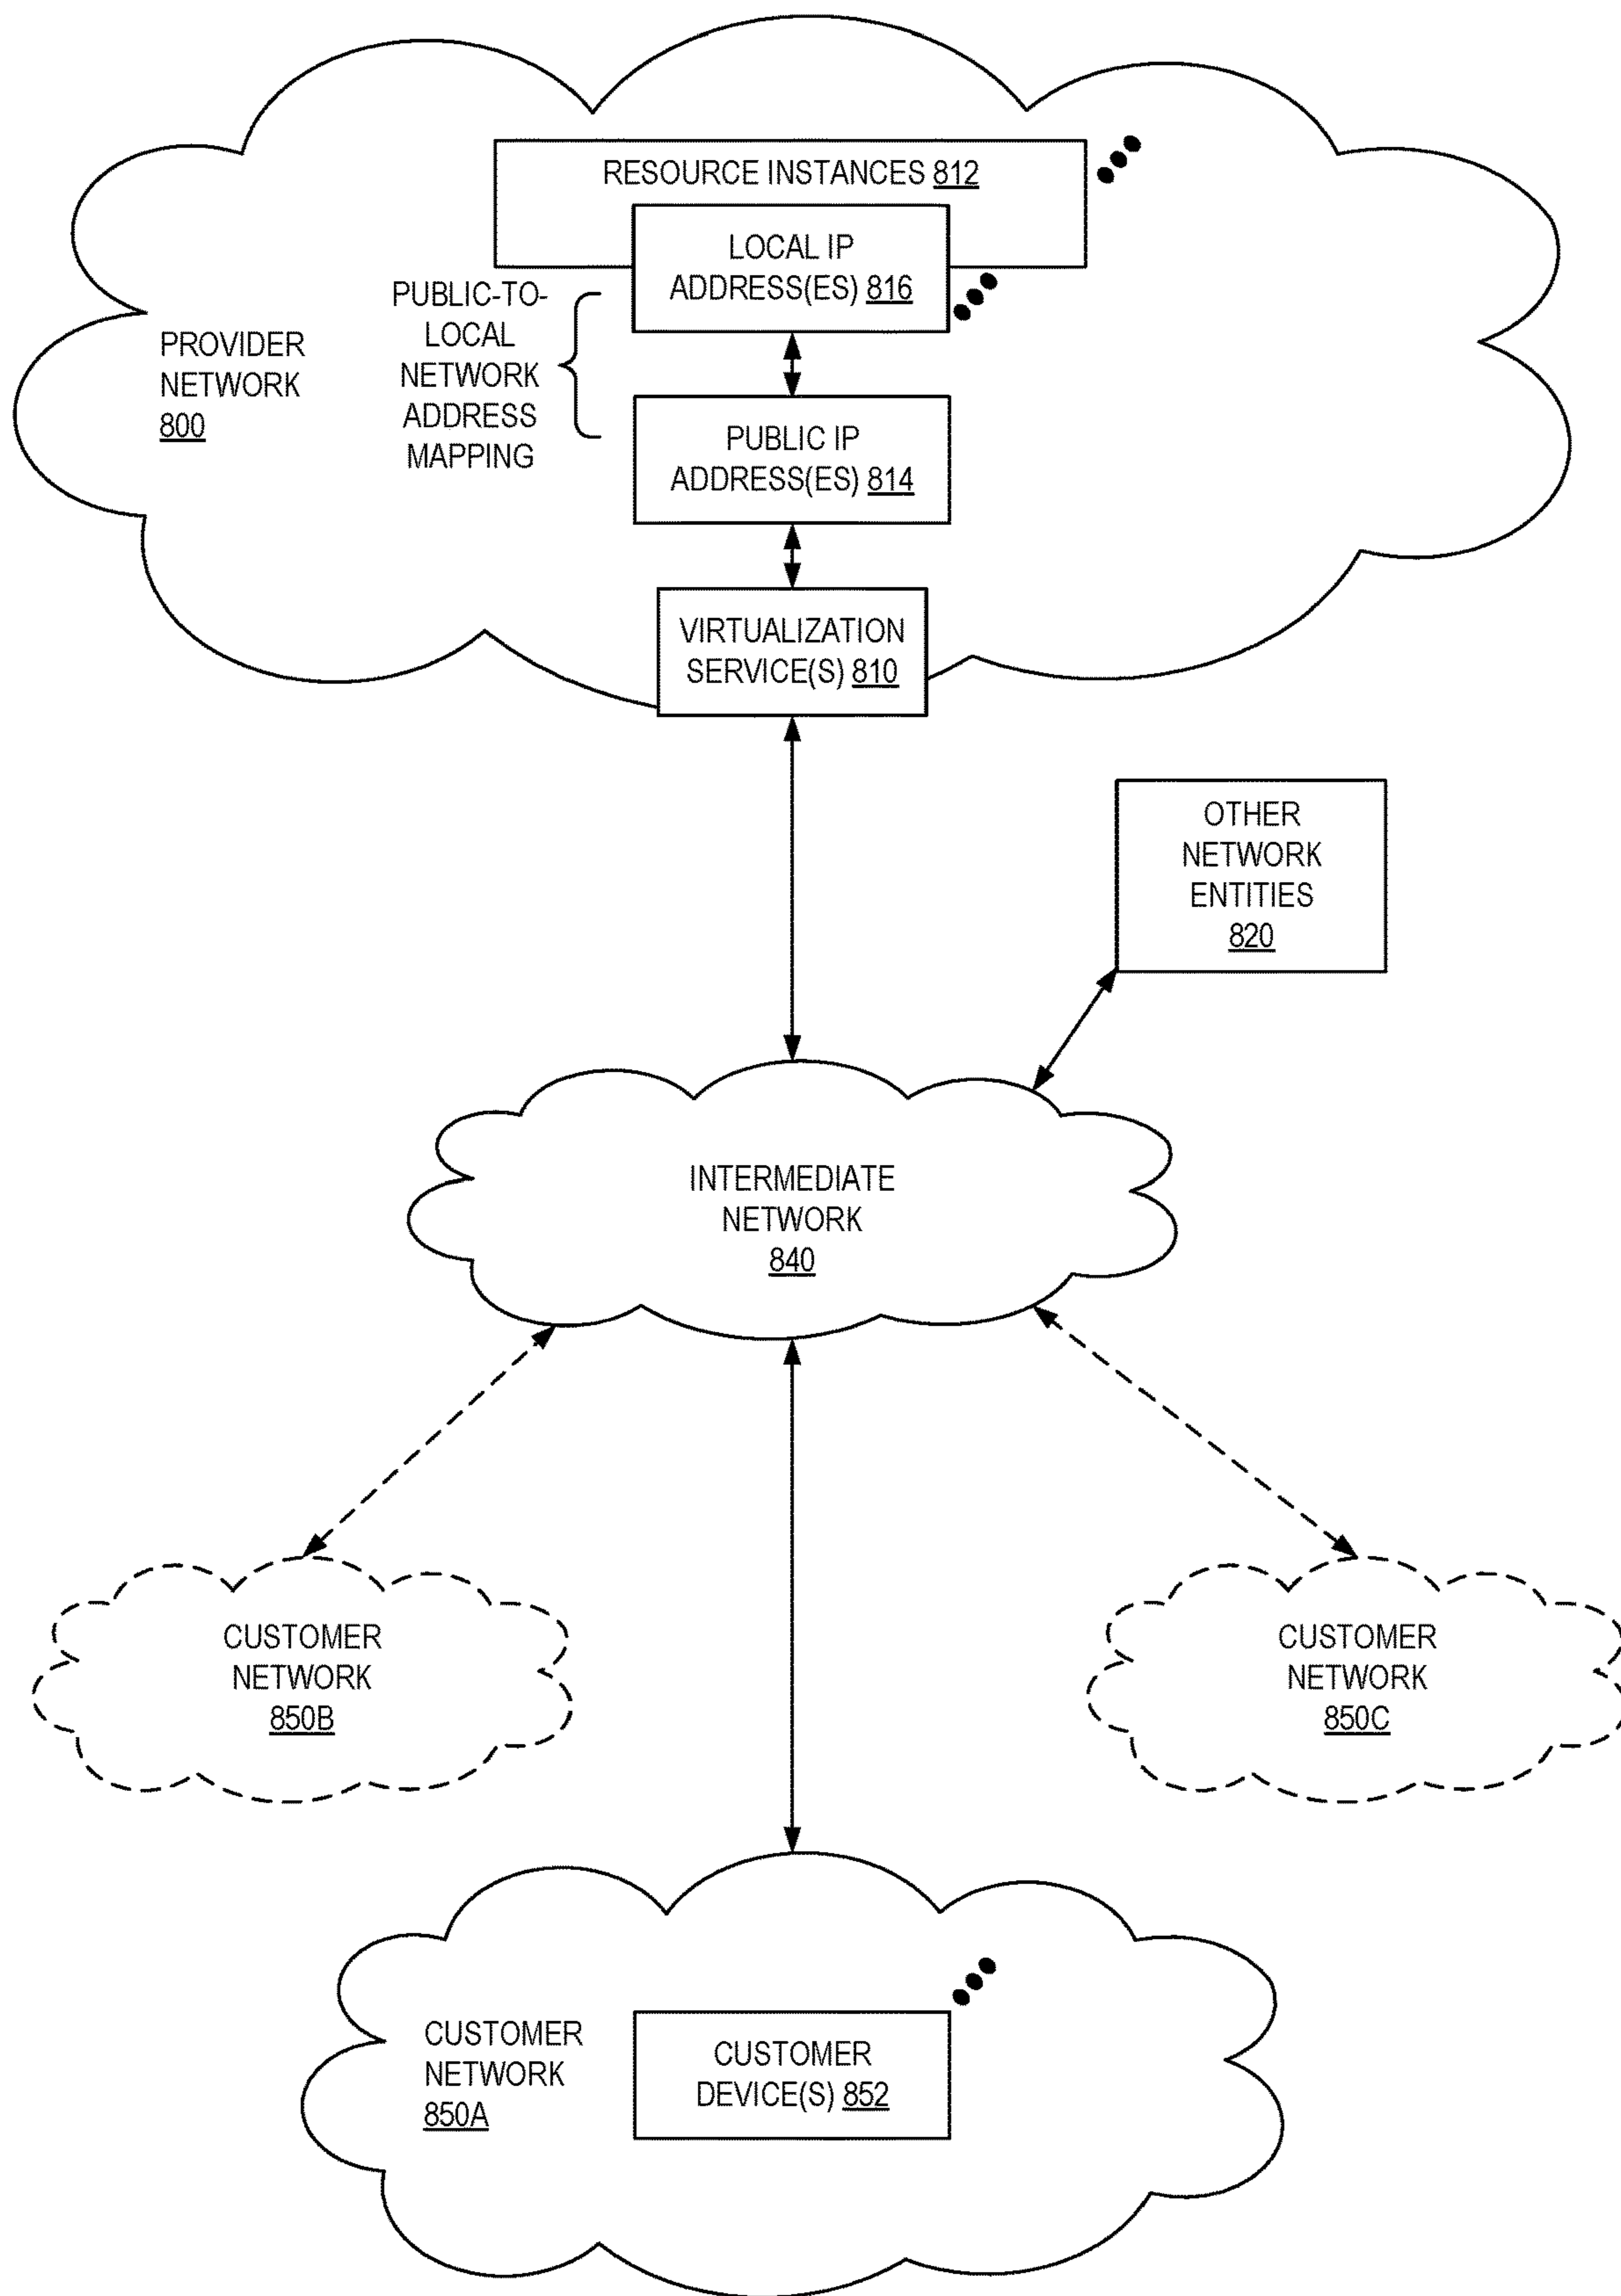 RESOURCE INSTANCES 812
LOCAL IP
ADDRESS(ES) 816
PUBLIC-TO-
LOCAL
NETWORK
ADDRESS
MAPPING
PROVIDER
NETWORK
800
PUBLIC IP
ADDRESS(ES) 814
VIRTUALIZATION
SERVICE(S) 810
OTHER
NETWORK
ENTITIES
820
INTERMEDIATE
NETWORK
840
CUSTOMER
NETWORK
850B
CUSTOMER
NETWORK
850C
CUSTOMER
NETWORK
850A
CUSTOMER
DEVICE(S) 852